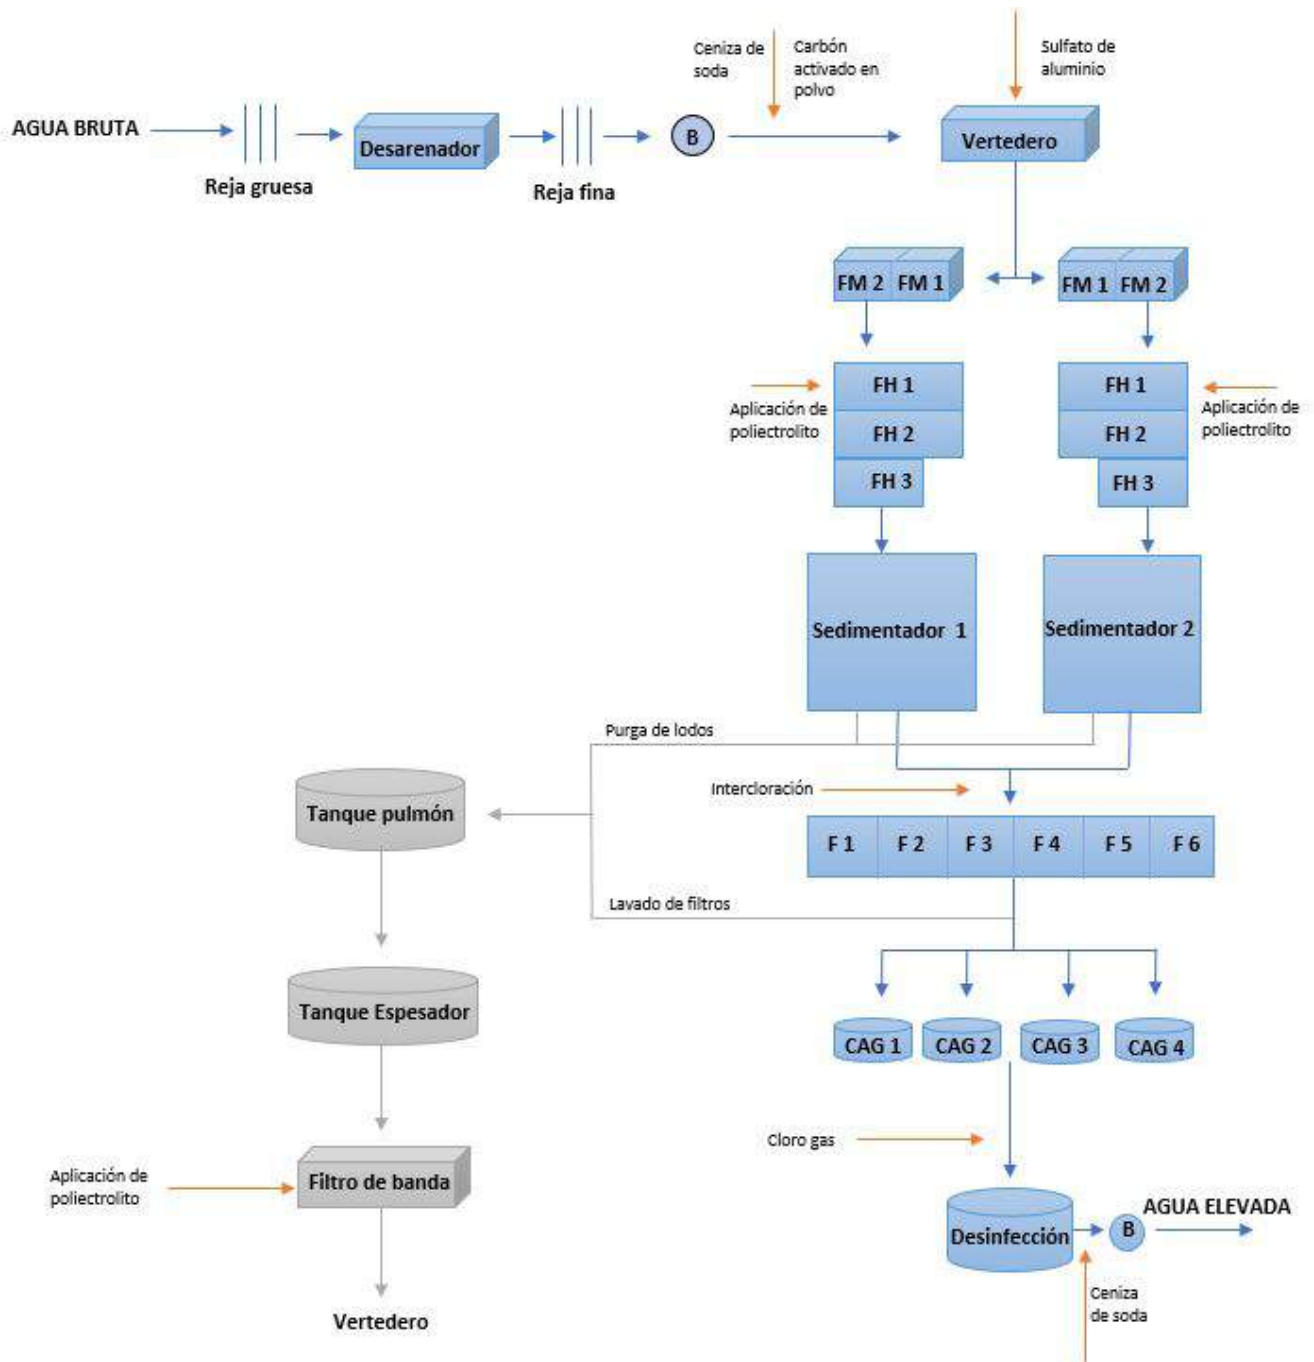 Ceniza de
soda
Carbón
activado en
polvo
Sulfato de
aluminio
AGUA BRUTA
Desarenador
B
Vertedero
Reja gruesa
Reja fina
FM 2 FM 1
FM 1 FM 2
FH 1
FH 1
Aplicación de
poliectrolito
Aplicación de
poliectrolito
FH 2
FH 2
FH 3
FH 3
Sedimentador 1
Sedimentador 2
Purga de lodos
Intercloración
Tanque pulmón
F 1 F 2 F 3 F 4 F 5 F 6
Lavado de filtros
Tanque Espesador
CAG 1 CAG 2 CAG 3 CAG 4
Cloro gas
Aplicación de
poliectrolito
Filtro de banda
AGUA ELEVADA
Desinfección
B
Ceniza
de soda
Vertedero